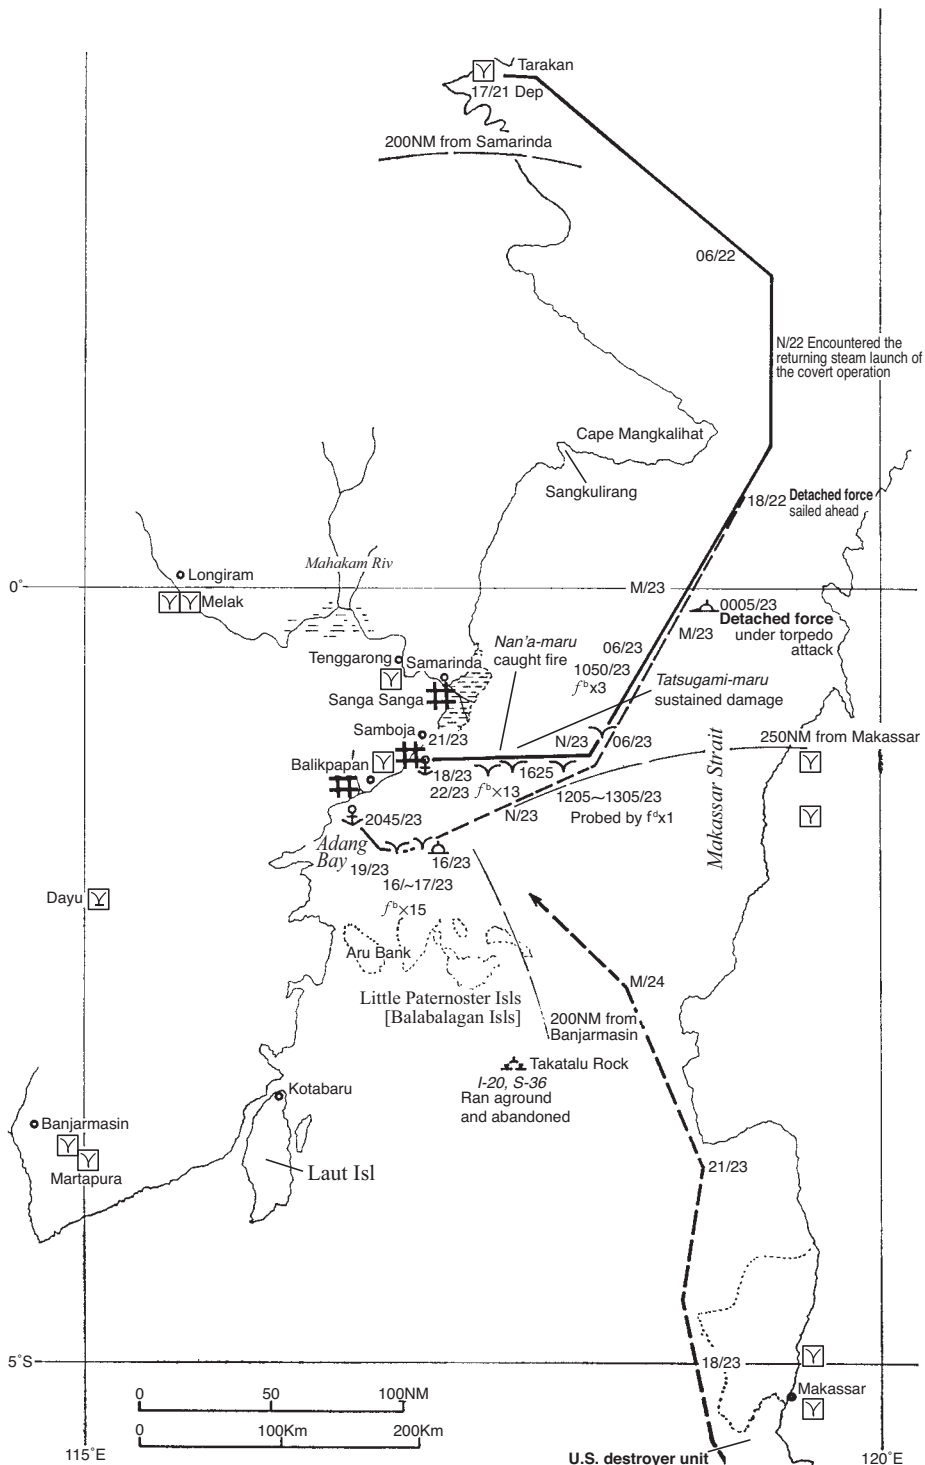 Tarakan
17/21 Dep
200NM from Samarinda
06/22
N/22 Encountered the
returning steam launch of
the covert operation
Cape Mangkalihat
Sangkulirang
18/22
Detached force
sailed ahead
Mahakam Riv
Longiram
0°
M/23
Melak
0005/23
Detached force
under torpedo
attack
M/23
Nan'a-maru
caught fire
06/23
Tenggarong
Samarinda
1050/23
fᵇx3
Tatsugami-maru
sustained damage
Sanga Sanga
Samboja
21/23
N/23
06/23
250NM from Makassar
Balikpapan
18/23
1625
22/23
fᵇ×13
1205~1305/23
Probed by fᵈx1
N/23
Makassar Strait
2045/23
Adang
Bay
16/23
19/23
16/~17/23
fᵇ×15
Dayu
Aru Bank
Little Paternoster Isls
[Balabalagan Isls]
M/24
200NM from
Banjarmasin
Takatalu Rock
I-20, S-36
Ran aground
and abandoned
Kotabaru
Banjarmasin
Martapura
Laut Isl
21/23
5°S
18/23
0
50
100NM
0
100Km
200Km
Makassar
115°E
U.S. destroyer unit
120°E